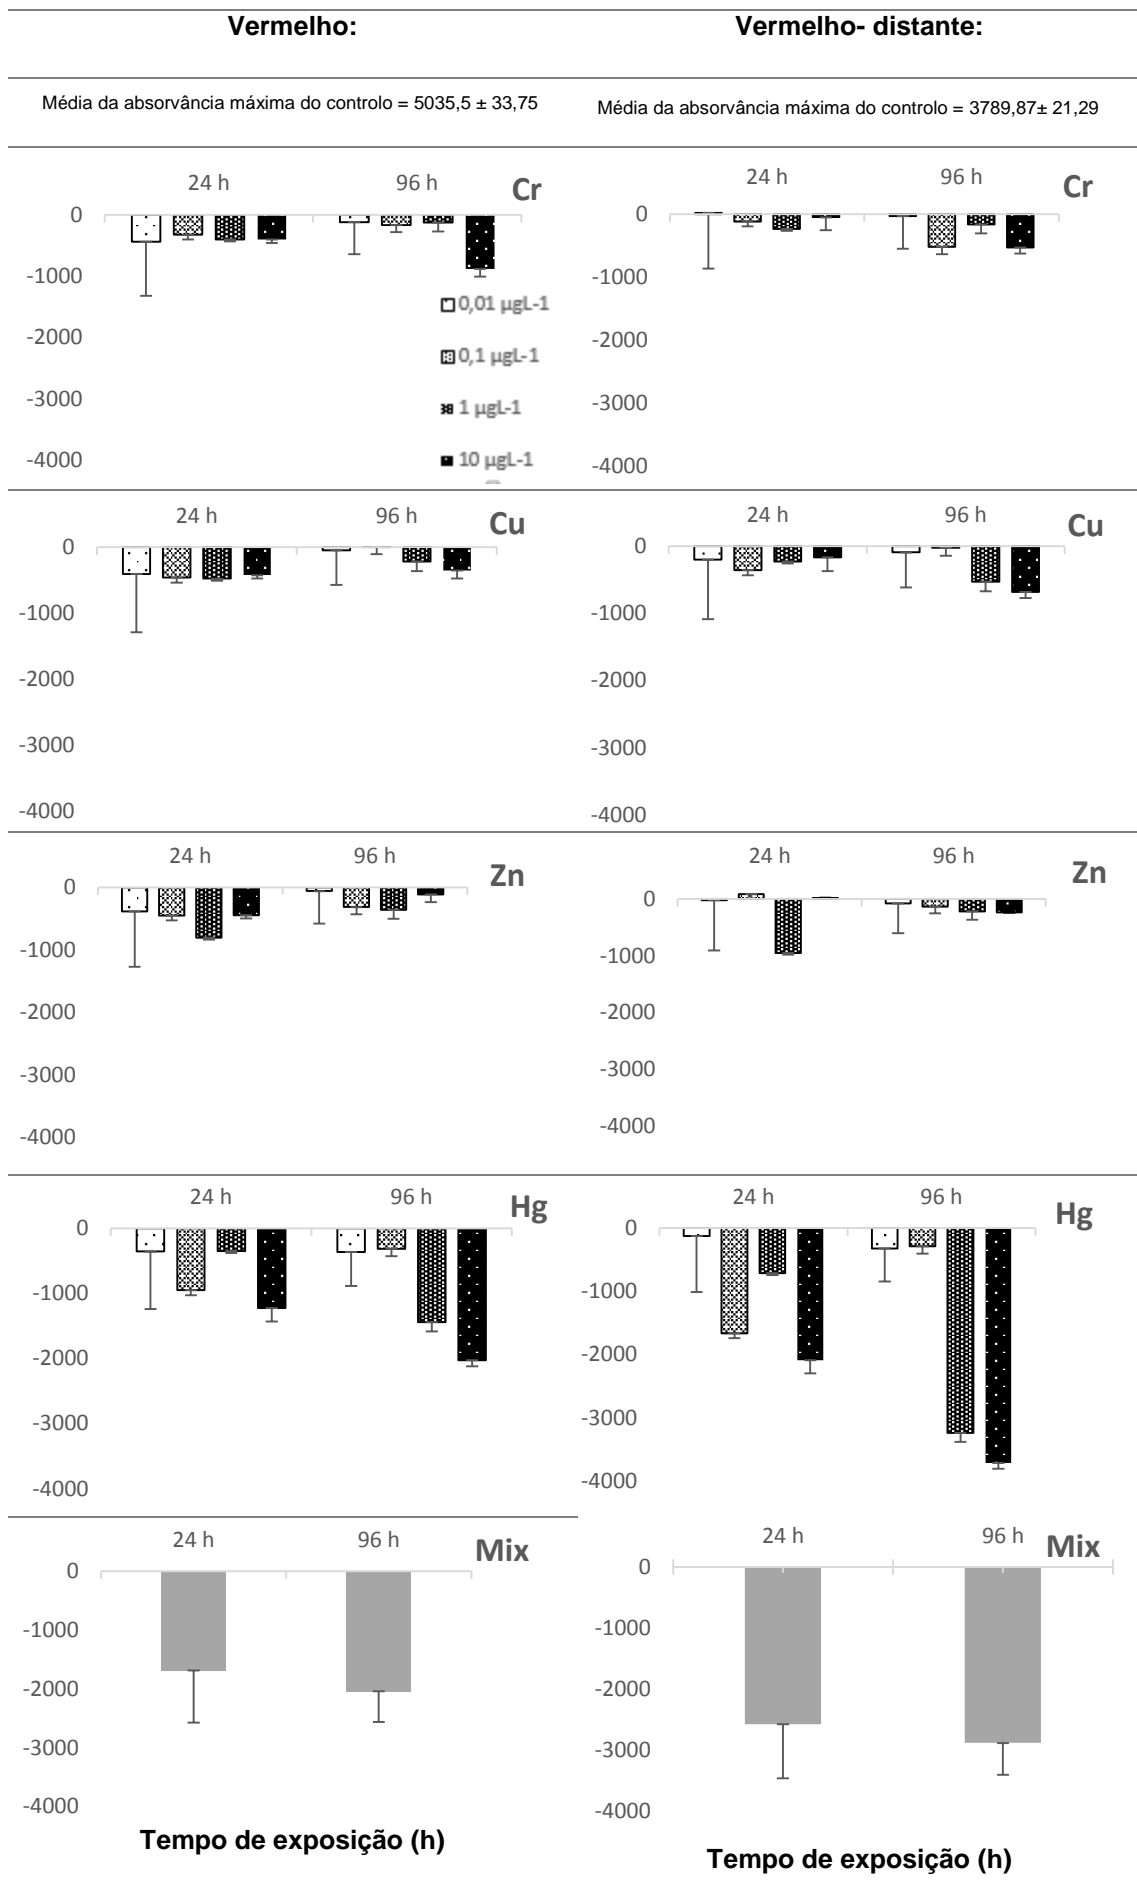 Vermelho:
Vermelho- distante:
Média da absorvância máxima do controlo = 5035,5 ± 33,75
Média da absorvância máxima do controlo = 3789,87± 21,29
24 h 96 h Cr
0
-1000
-2000
-3000
-4000
0,01 µgL-1
0,1 µgL-1
1 µgL-1
10 µgL-1
24 h 96 h Cr
0
-1000
-2000
-3000
-4000
24 h 96 h Cu
0
-1000
-2000
-3000
-4000
24 h 96 h Cu
0
-1000
-2000
-3000
-4000
24 h 96 h Zn
0
-1000
-2000
-3000
-4000
24 h 96 h Zn
0
-1000
-2000
-3000
-4000
24 h 96 h Hg
0
-1000
-2000
-3000
-4000
24 h 96 h Hg
0
-1000
-2000
-3000
-4000
24 h 96 h Mix
0
-1000
-2000
-3000
-4000
Tempo de exposição (h)
24 h 96 h Mix
0
-1000
-2000
-3000
-4000
Tempo de exposição (h)